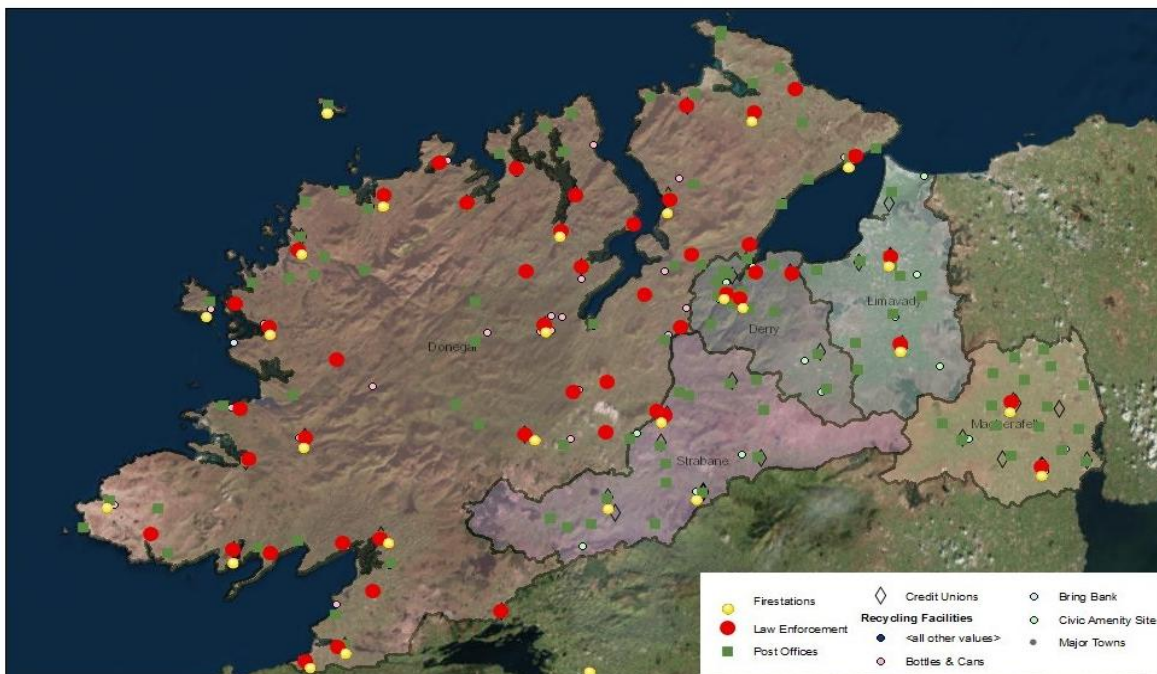 Donegal
Derry
Limavady
Strabane
Magherafelt
Firestations
Law Enforcement
Post Offices
Credit Unions
Recycling Facilities
<all other values>
Bottles & Cans
Bring Bank
Civic Amenity Site
Major Towns